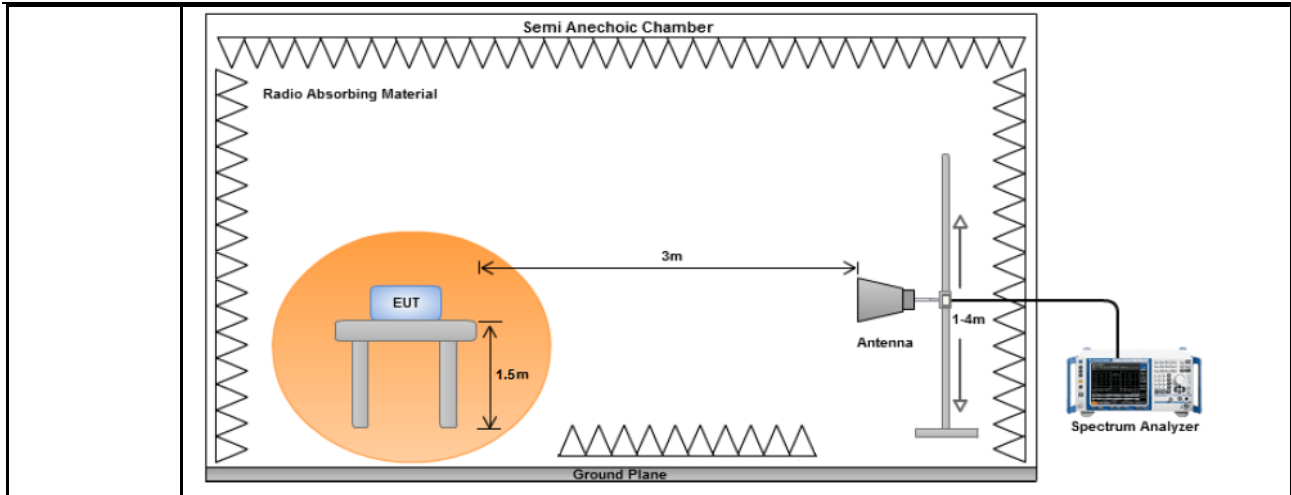 Semi Anechoic Chamber
Radio Absorbing Material
3m
EUT
1-4m
Antenna
1.5m
Spectrum Analyzer
Ground Plane